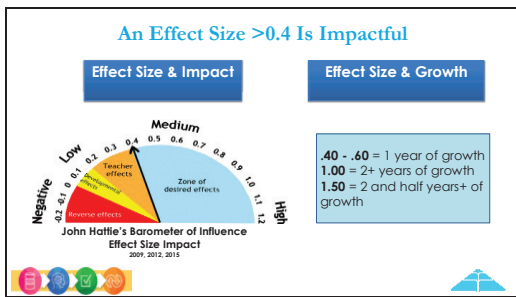 An Effect Size >0.4 Is Impactful
Effect Size & Impact
Effect Size & Growth
Negative
Low
Medium
High
-0.2
-0.1
0
0.1
0.2
0.3
0.4
0.5
0.6
0.7
0.8
0.9
1.0
1.1
1.2
Reverse effects
Developmental
effects
Teacher
effects
Zone of
desired effects
John Hattie's Barometer of Influence
Effect Size Impact
2009, 2012, 2015
.40 - .60 = 1 year of growth
1.00 = 2+ years of growth
1.50 = 2 and half years+ of
growth